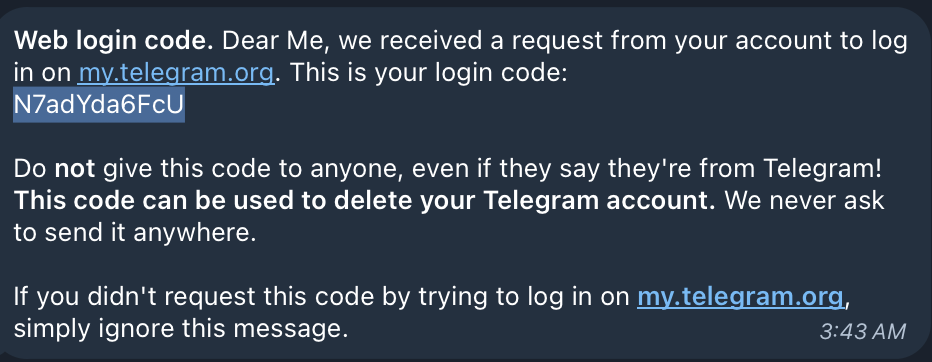 Web login code. Dear Me, we received a request from your account to log
in on my.telegram.org. This is your login code:
N7adYda6FcU
Do not give this code to anyone, even if they say they're from Telegram!
This code can be used to delete your Telegram account. We never ask
to send it anywhere.
If you didn't request this code by trying to log in on my.telegram.org,
simply ignore this message.
3:43 AM